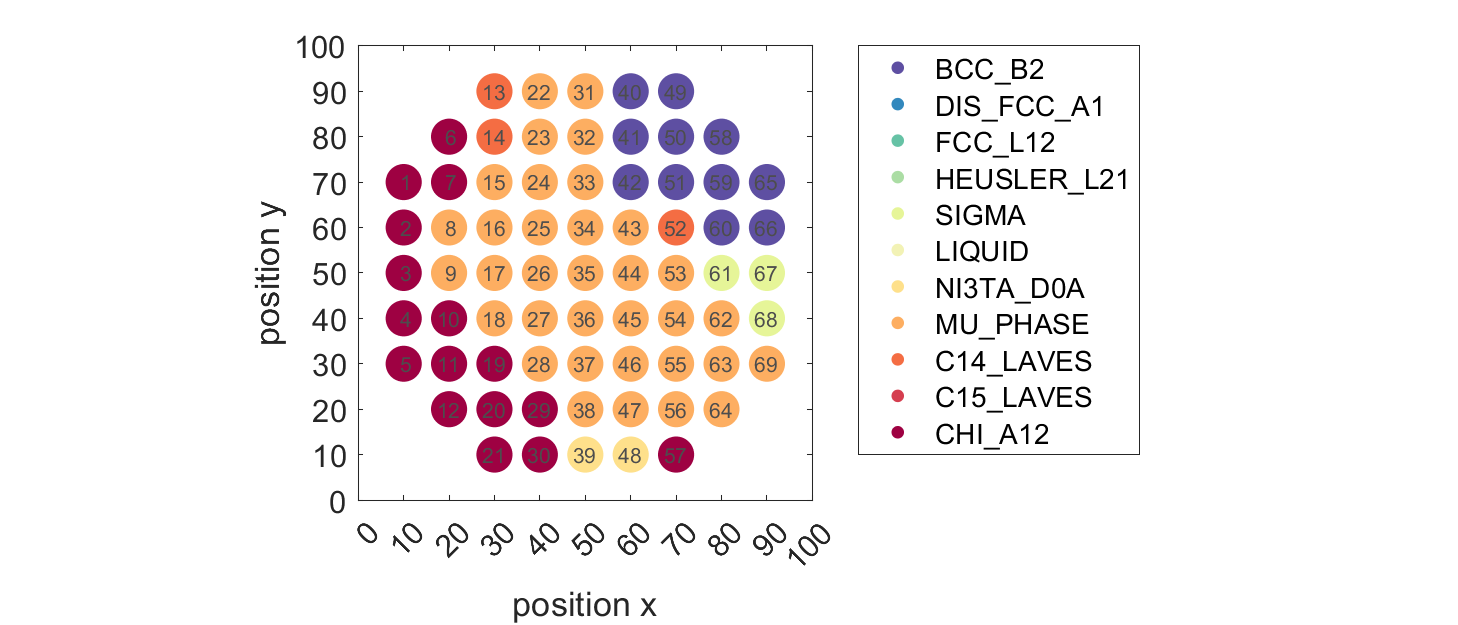 100
90
80
70
60
50
40
30
20
10
0
position y
13 22 31 40 49
6 14 23 32 41 50 58
1 7 15 24 33 42 51 59 65
2 8 16 25 34 43 52 60 66
3 9 17 26 35 44 53 61 67
4 10 18 27 36 45 54 62 68
5 11 19 28 37 46 55 63 69
12 20 29 38 47 56 64
21 30 39 48 57
0 10 20 30 40 50 60 70 80 90 100
position x
BCC_B2
DIS_FCC_A1
FCC_L12
HEUSLER_L21
SIGMA
LIQUID
NI3TA_D0A
MU_PHASE
C14_LAVES
C15_LAVES
CHI_A12